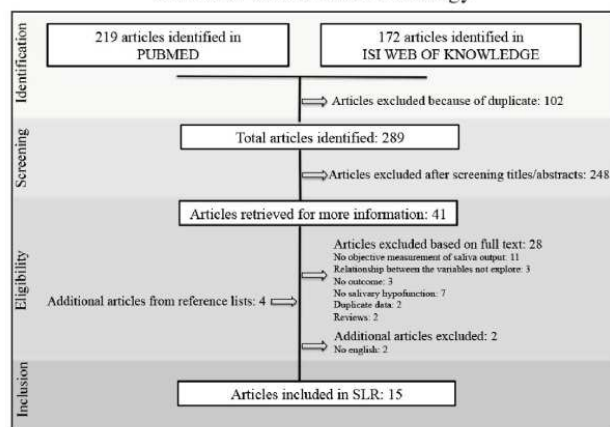 Identification
219 articles identified in
PUBMED
172 articles identified in
ISI WEB OF KNOWLEDGE
Articles excluded because of duplicate: 102
Screening
Total articles identified: 289
Articles excluded after screening titles/abstracts: 248
Eligibility
Articles retrieved for more information: 41
Articles excluded based on full text: 28
No objective measurement of saliva output: 11
Relationship between the variables not explore: 3
No outcome: 3
No salivary hypofunction: 7
Duplicate data: 2
Reviews: 2
Additional articles from reference lists: 4
Additional articles excluded: 2
No english: 2
Inclusion
Articles included in SLR: 15